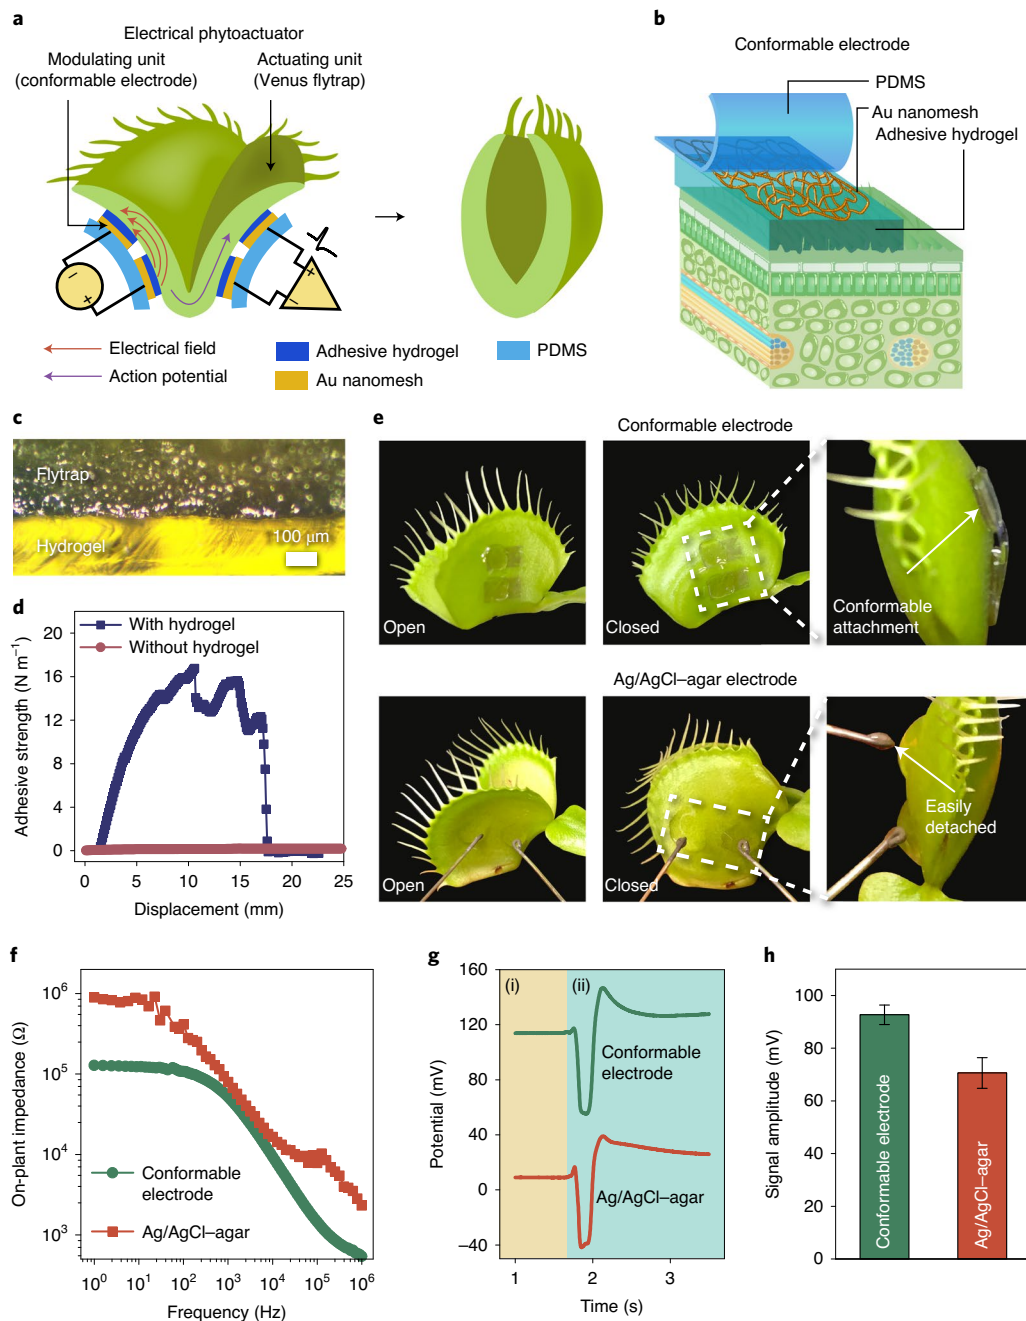 a
Electrical phytoactuator
Modulating unit
(conformable electrode)
Actuating unit
(Venus flytrap)
−
+
+
−
Electrical field
Action potential
Adhesive hydrogel
Au nanomesh
PDMS
b
Conformable electrode
PDMS
Au nanomesh
Adhesive hydrogel
c
Flytrap
Hydrogel
100 μm
d
With hydrogel
Without hydrogel
20
16
12
8
4
0
Adhesive strength (N m⁻¹)
0 5 10 15 20 25
Displacement (mm)
e
Conformable electrode
Open
Closed
Conformable
attachment
Ag/AgCl–agar electrode
Open
Closed
Easily
detached
f
10⁶
10⁵
10⁴
10³
On-plant impedance (Ω)
Conformable
electrode
Ag/AgCl–agar
10⁰ 10¹ 10² 10³ 10⁴ 10⁵ 10⁶
Frequency (Hz)
g
160
120
80
40
0
−40
Potential (mV)
(i)
(ii)
Conformable
electrode
Ag/AgCl–agar
1 2 3
Time (s)
h
100
80
60
40
20
0
Signal amplitude (mV)
Conformable electrode
Ag/AgCl–agar